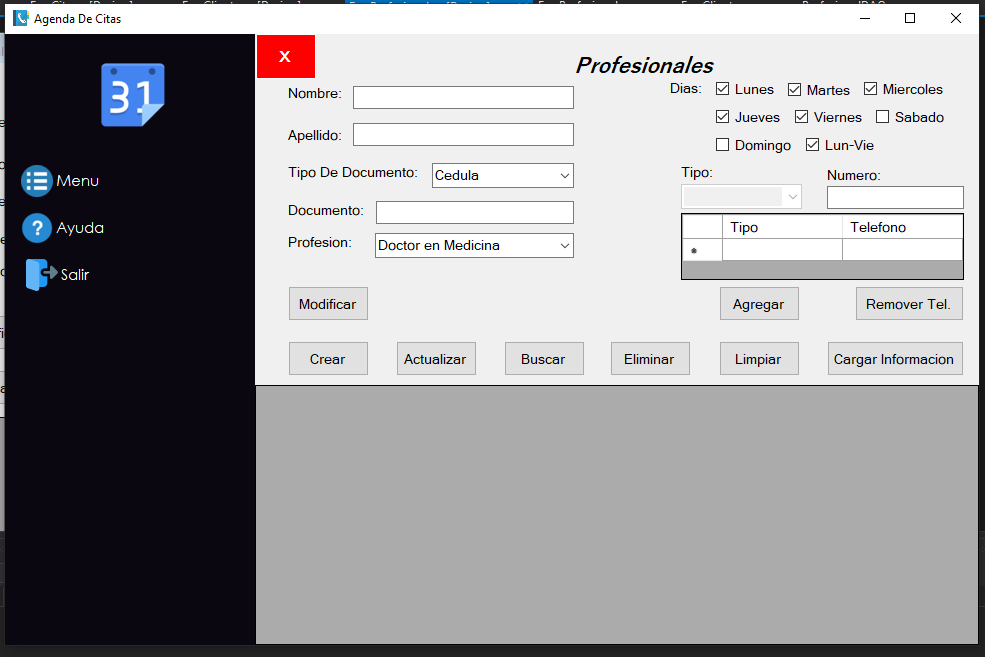 Agenda De Citas
31
Menu
Ayuda
Salir
X
Profesionales
Nombre:
Apellido:
Tipo De Documento: Cedula
Documento:
Profesion: Doctor en Medicina
Dias: Lunes Martes Miercoles
Jueves Viernes Sabado
Domingo Lun-Vie
Tipo: Numero:
Tipo Telefono
Modificar Agregar Remover Tel.
Crear Actualizar Buscar Eliminar Limpiar Cargar Informacion